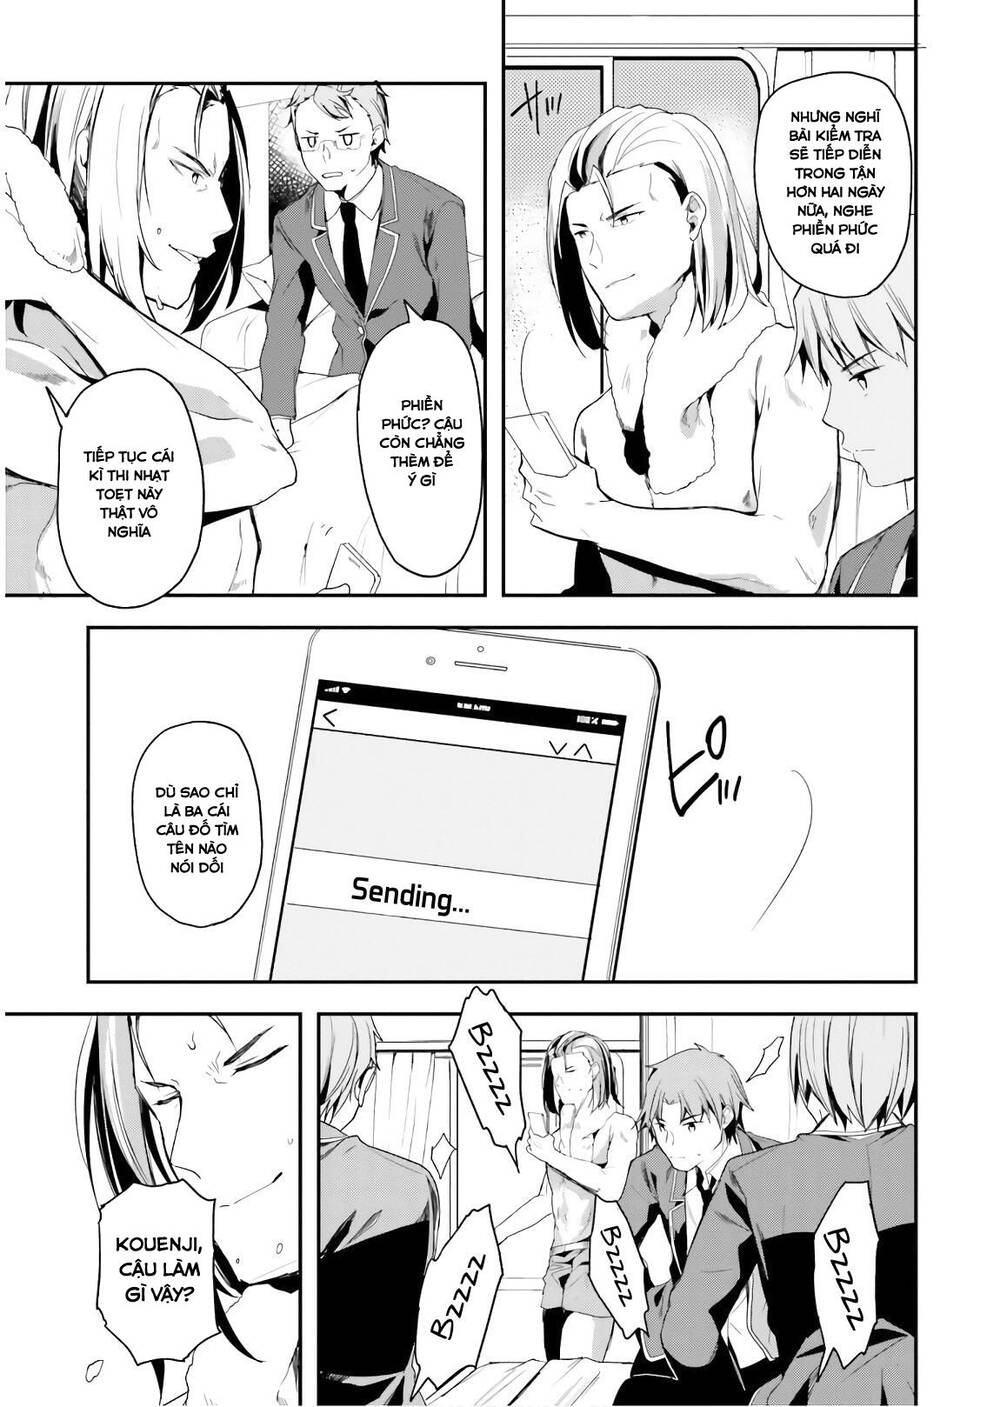 NHƯNG NGHĨ
BÀI KIỂM TRA
SẼ TIẾP DIỄN
TRONG TẬN
HƠN HAI NGÀY
NỮA, NGHE
PHIỀN PHỨC
QUÁ ĐI
PHIỀN
PHỨC? CẬU
CÒN CHẲNG
THÈM ĐỂ
Ý GÌ
TIẾP TỤC CÁI
KÌ THI NHẠT
TOẸT NÀY
THẬT VÔ
NGHĨA
DÙ SAO CHỈ
LÀ BA CÁI
CÂU ĐỐ TÌM
TÊN NÀO
NÓI DỐI
Sending...
ピロ
BZZZZ
BZZZZ
BZZZZ
BZZZZ
KOUENJI,
CẬU LÀM
GÌ VẬY?